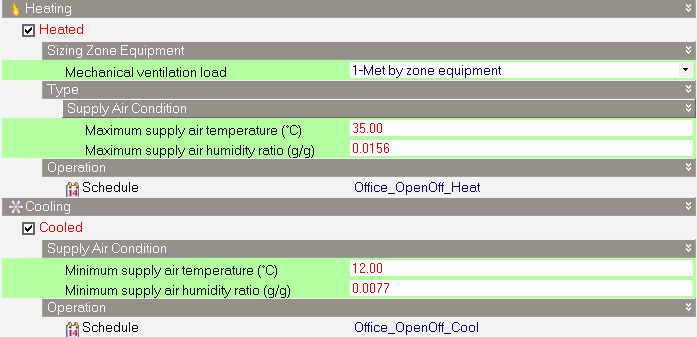 Heating
Heated
Sizing Zone Equipment
Mechanical ventilation load 1-Met by zone equipment
Type
Supply Air Condition
Maximum supply air temperature (°C) 35.00
Maximum supply air humidity ratio (g/g) 0.0156
Operation
14 Schedule Office_OpenOff_Heat
Cooling
Cooled
Supply Air Condition
Minimum supply air temperature (°C) 12.00
Minimum supply air humidity ratio (g/g) 0.0077
Operation
14 Schedule Office_OpenOff_Cool